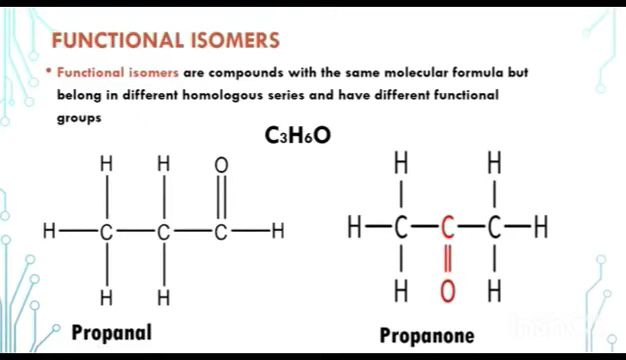 FUNCTIONAL ISOMERS
• Functional isomers are compounds with the same molecular formula but
belong in different homologous series and have different functional
groups
C3H6O
H H O
H C C C H
H H
Propanal
H H
H C C C H
H O H
Propanone